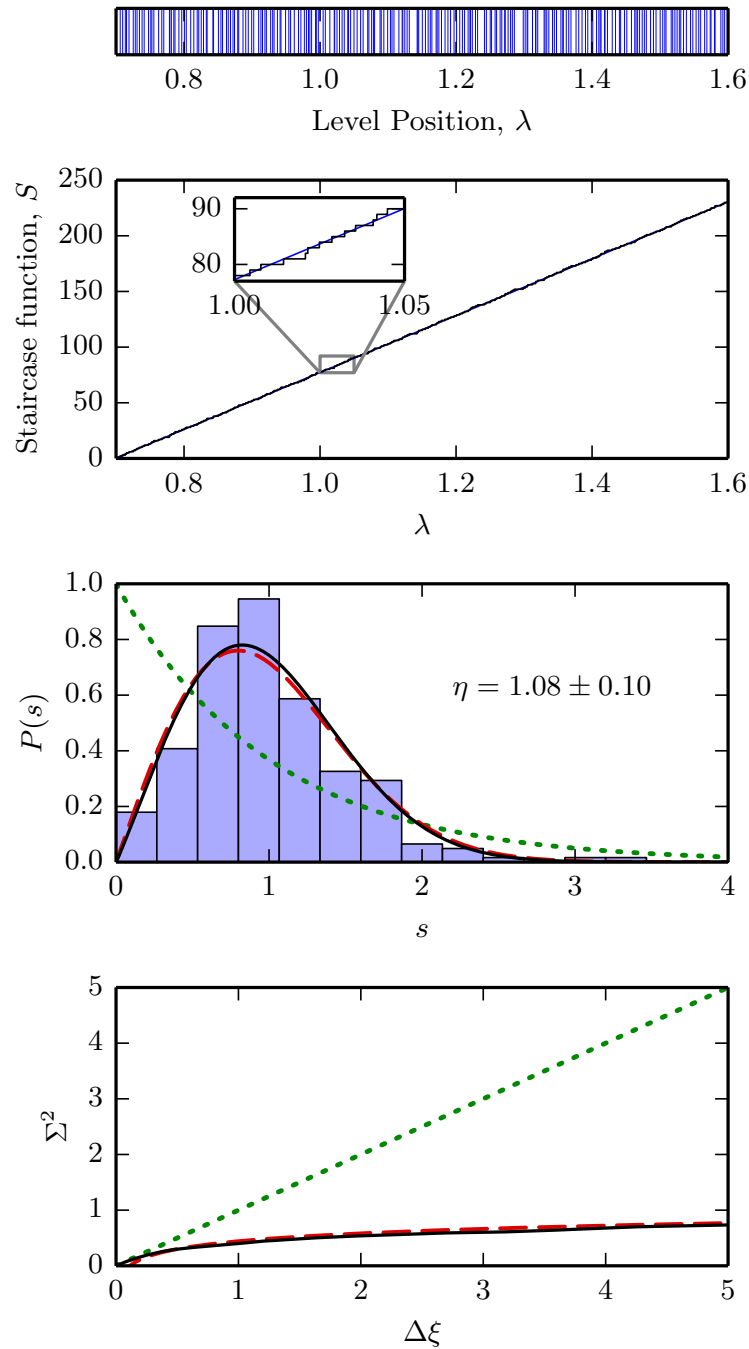 0.8 1.0 1.2 1.4 1.6
Level Position, λ
Staircase function, S
250
200
150
100
50
0
90
80
1.00 1.05
0.8 1.0 1.2 1.4 1.6
λ
P(s)
1.0
0.8
0.6
0.4
0.2
0.0
η = 1.08 ± 0.10
0 1 2 3 4
s
Σ²
5
4
3
2
1
0
0 1 2 3 4 5
Δξ